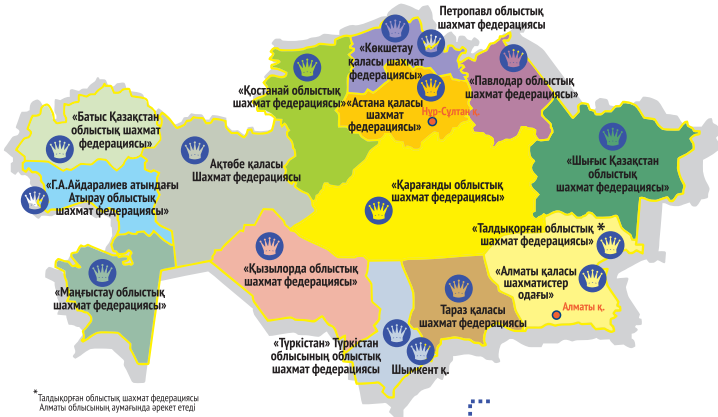 Петропавл облыстық
шахмат федерациясы
«Көкшетау
қаласы шахмат
федерациясы»
«Қостанай облыстық
шахмат федерациясы»
«Астана қаласы
шахмат
федерациясы»
Нұр-Сұлтан қ.
«Павлодар облыстық
шахмат федерациясы»
«Батыс Қазақстан
облыстық шахмат
федерациясы»
Ақтөбе қаласы
Шахмат федерациясы
«Шығыс Қазақстан
облыстық
шахмат федерациясы»
«Г.А.Айдаралиев атындағы
Атырау облыстық
шахмат федерациясы»
«Қарағанды облыстық
шахмат федерациясы»
«Талдықорған облыстық *
шахмат федерациясы»
«Қызылорда облыстық
шахмат федерациясы»
«Алматы қаласы
шахматистер
одағы»
«Маңғыстау облыстық
шахмат федерациясы»
Алматы қ.
Тараз қаласы
шахмат федерациясы
«Түркістан» Түркістан
облысының облыстық
шахмат федерациясы
Шымкент қ.
*Талдықорған облыстық шахмат федерациясы
Алматы облысының аумағында әрекет етеді